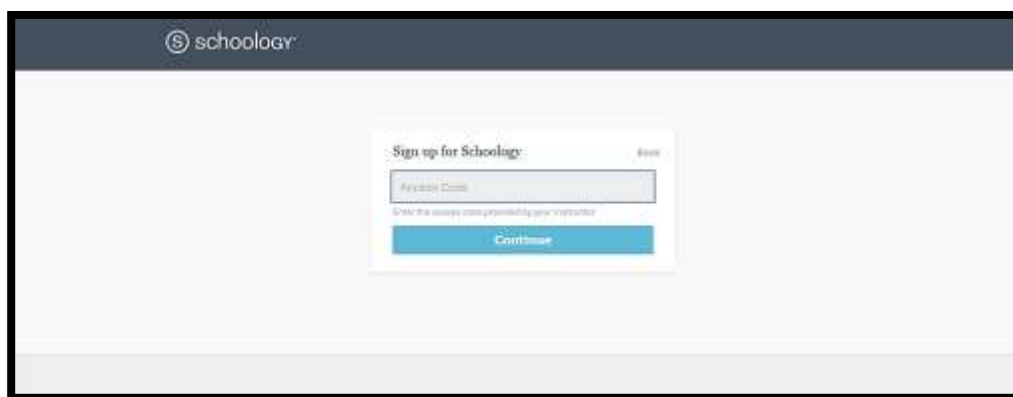 schoology
Sign up for Schoology
Back
Access Code
Enter the access code provided by your instructor
Continue